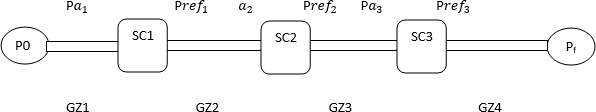 Pa₁ Pref₁ a₂ Pref₂ Pa₃ Pref₃
P0 SC1 SC2 SC3 Pf
GZ1 GZ2 GZ3 GZ4